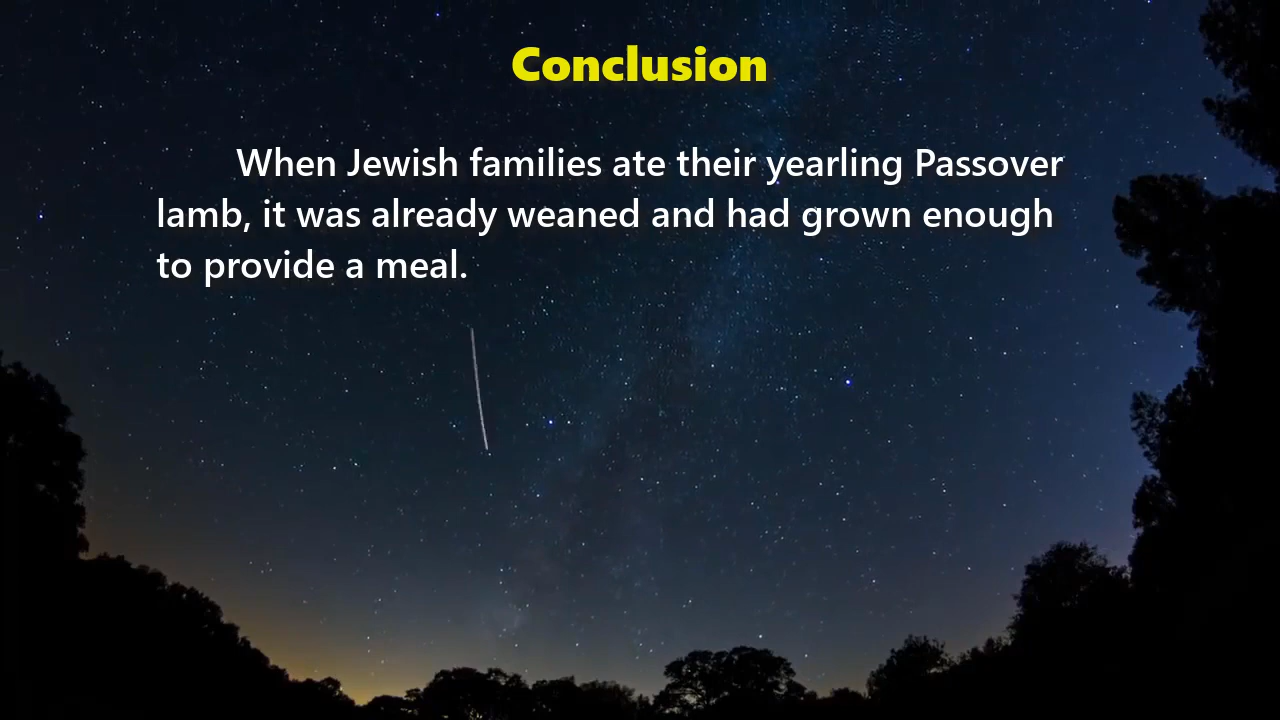 Conclusion
When Jewish families ate their yearling Passover
lamb, it was already weaned and had grown enough
to provide a meal.